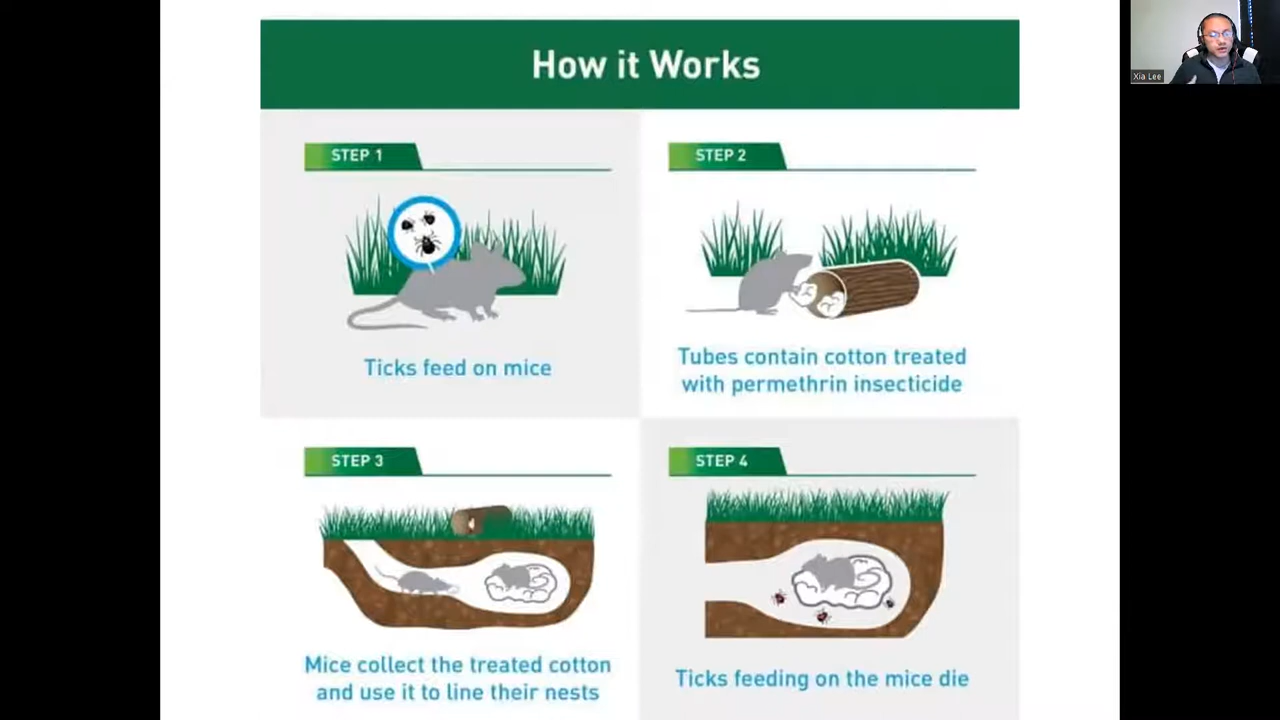 How it Works
Xia Lee
STEP 1
Ticks feed on mice
STEP 2
Tubes contain cotton treated
with permethrin insecticide
STEP 3
Mice collect the treated cotton
and use it to line their nests
STEP 4
Ticks feeding on the mice die